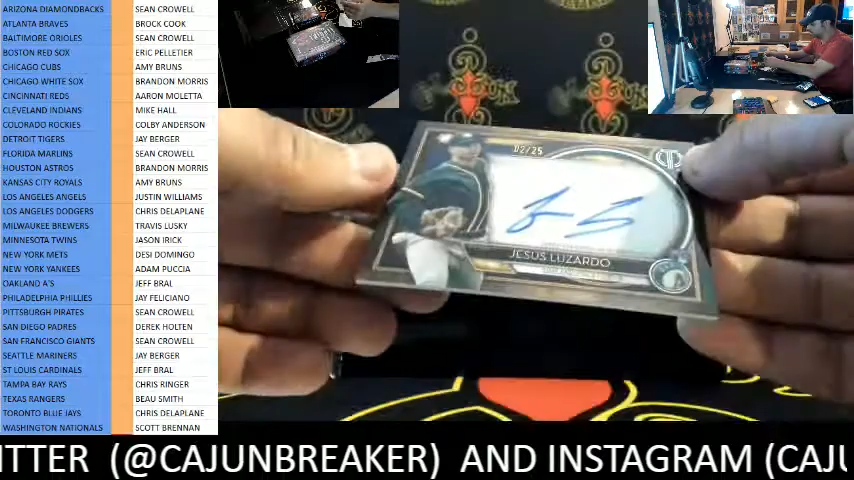 ARIZONA DIAMONDBACKS SEAN CROWELL
ATLANTA BRAVES BROCK COOK
BALTIMORE ORIOLES SEAN CROWELL
BOSTON RED SOX ERIC PELLETIER
CHICAGO CUBS AMY BRUNS
CHICAGO WHITE SOX BRANDON MORRIS
CINCINNATI REDS AARON MOLETTA
CLEVELAND INDIANS MIKE HALL
COLORADO ROCKIES COLBY ANDERSON
DETROIT TIGERS JAY BERGER
FLORIDA MARLINS SEAN CROWELL
HOUSTON ASTROS BRANDON MORRIS
KANSAS CITY ROYALS AMY BRUNS
LOS ANGELES ANGELS JUSTIN WILLIAMS
LOS ANGELES DODGERS CHRIS DELAPLANE
MILWAUKEE BREWERS TRAVIS LUSKY
MINNESOTA TWINS JASON IRICK
NEW YORK METS DESI DOMINGO
NEW YORK YANKEES ADAM PUCCIA
OAKLAND A'S JEFF BRAL
PHILADELPHIA PHILLIES JAY FELICIANO
PITTSBURGH PIRATES SEAN CROWELL
SAN DIEGO PADRES DEREK HOLTEN
SAN FRANCISCO GIANTS SEAN CROWELL
SEATTLE MARINERS JAY BERGER
ST LOUIS CARDINALS JEFF BRAL
TAMPA BAY RAYS CHRIS RINGER
TEXAS RANGERS BEAU SMITH
TORONTO BLUE JAYS CHRIS DELAPLANE
WASHINGTON NATIONALS SCOTT BRENNAN
02/25
JESUS LUZARDO
ITTER (@CAJUNBREAKER) AND INSTAGRAM (CAJU